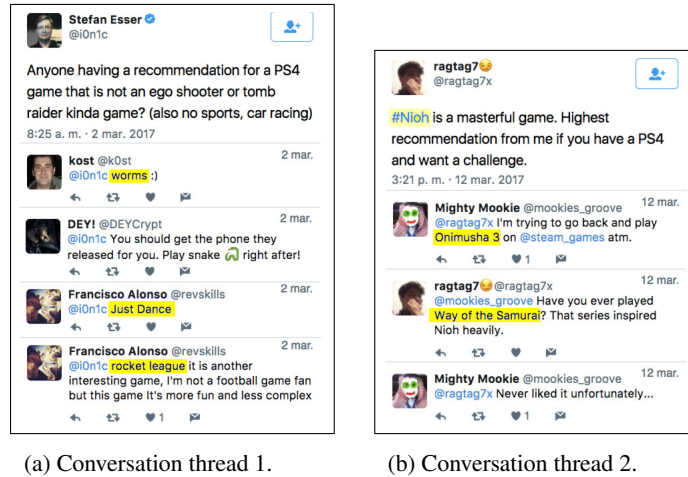 Stefan Esser
@i0n1c
Anyone having a recommendation for a PS4
game that is not an ego shooter or tomb
raider kinda game? (also no sports, car racing)
8:25 a. m. · 2 mar. 2017
kost @k0st
2 mar.
@i0n1c worms :)
DEY! @DEYCrypt
2 mar.
@i0n1c You should get the phone they
released for you. Play snake 🐍 right after!
Francisco Alonso @revskills
2 mar.
@i0n1c Just Dance
Francisco Alonso @revskills
2 mar.
@i0n1c rocket league it is another
interesting game, I'm not a football game fan
but this game It's more fun and less complex
1
(a) Conversation thread 1.
ragtag7😏
@ragtag7x
#Nioh is a masterful game. Highest
recommendation from me if you have a PS4
and want a challenge.
3:21 p. m. · 12 mar. 2017
Mighty Mookie @mookies_groove
12 mar.
@ragtag7x I'm trying to go back and play
Onimusha 3 on @steam_games atm.
1
ragtag7😏 @ragtag7x
12 mar.
@mookies_groove Have you ever played
Way of the Samurai? That series inspired
Nioh heavily.
Mighty Mookie @mookies_groove
12 mar.
@ragtag7x Never liked it unfortunately...
1
(b) Conversation thread 2.